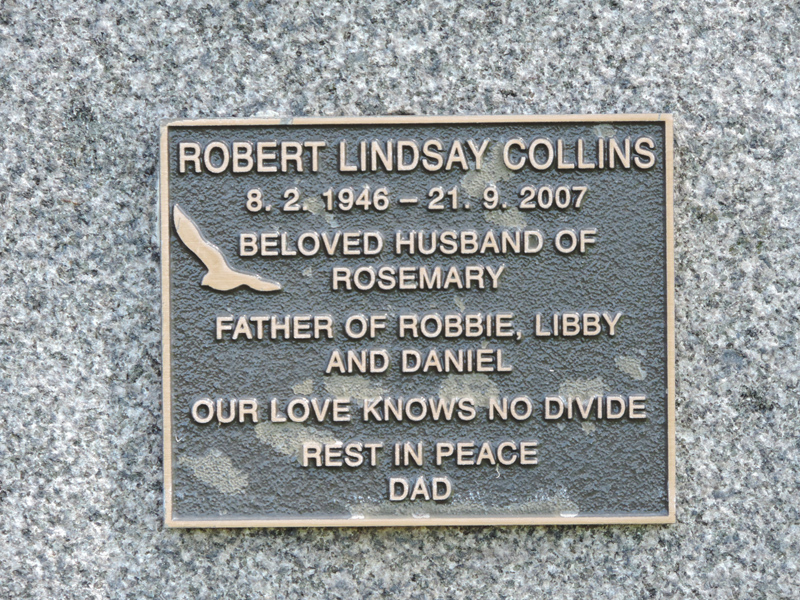 ROBERT LINDSAY COLLINS
8. 2. 1946 – 21. 9. 2007
BELOVED HUSBAND OF
ROSEMARY
FATHER OF ROBBIE, LIBBY
AND DANIEL
OUR LOVE KNOWS NO DIVIDE
REST IN PEACE
DAD